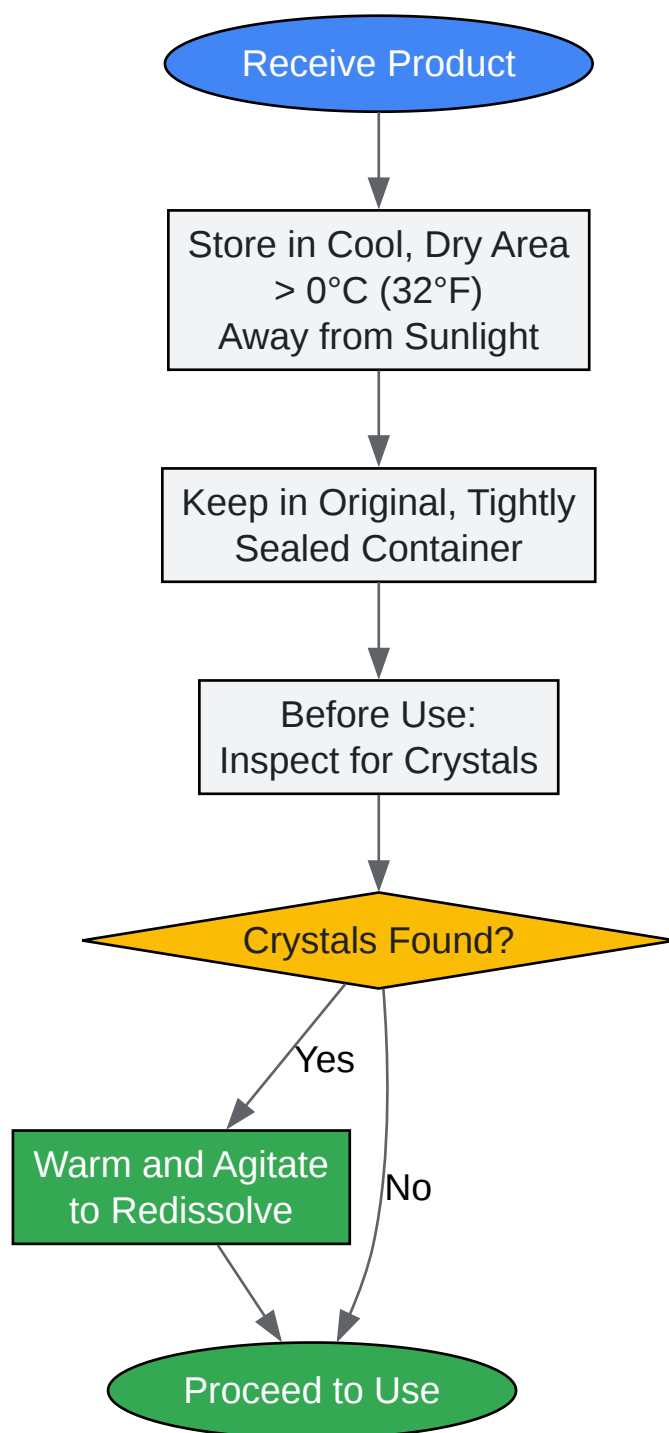 Receive Product
Store in Cool, Dry Area
> 0°C (32°F)
Away from Sunlight
Keep in Original, Tightly
Sealed Container
Before Use:
Inspect for Crystals
Crystals Found?
Yes
Warm and Agitate
to Redissolve
No
Proceed to Use